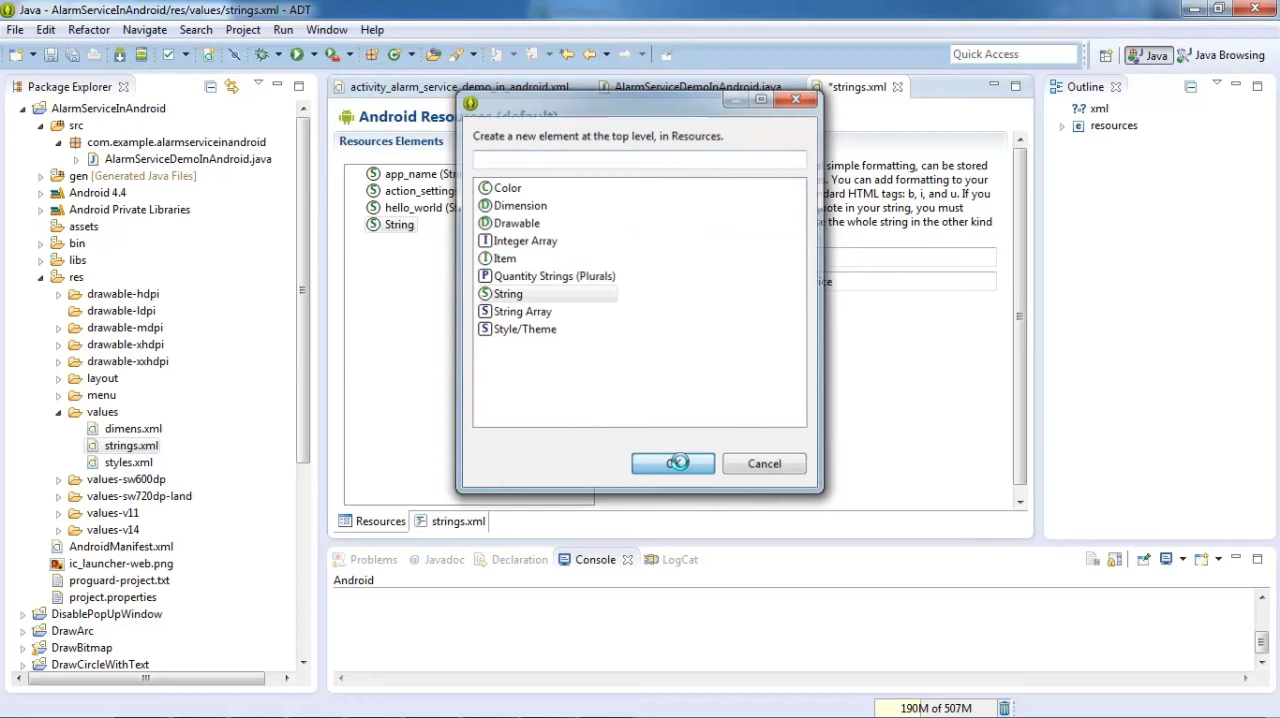 Java - AlarmServiceInAndroid/res/values/strings.xml - ADT
File Edit Refactor Navigate Search Project Run Window Help
Quick Access
Java
Java Browsing
Package Explorer
AlarmServiceInAndroid
src
com.example.alarmserviceinandroid
AlarmServiceDemoInAndroid.java
gen [Generated Java Files]
Android 4.4
Android Private Libraries
assets
bin
libs
res
drawable-hdpi
drawable-ldpi
drawable-mdpi
drawable-xhdpi
drawable-xxhdpi
layout
menu
values
dimens.xml
strings.xml
styles.xml
values-sw600dp
values-sw720dp-land
values-v11
values-v14
AndroidManifest.xml
ic_launcher-web.png
proguard-project.txt
project.properties
DisablePopUpWindow
DrawArc
DrawBitmap
DrawCircleWithText
activity_alarm_service_demo_in_android.xml
AlarmServiceDemoInAndroid.java
*strings.xml
Android Resources (default)
Resources Elements
app_name (Str
action_settings
hello_world (S
String
simple formatting, can be stored
s. You can add formatting to your
dard HTML tags: b, i, and u. If you
uote in your string, you must
e the whole string in the other kind
ice
Create a new element at the top level, in Resources.
Color
Dimension
Drawable
Integer Array
Item
Quantity Strings (Plurals)
String
String Array
Style/Theme
Cancel
Resources
strings.xml
Outline
xml
resources
Problems
Javadoc
Declaration
Console
LogCat
Android
190M of 507M